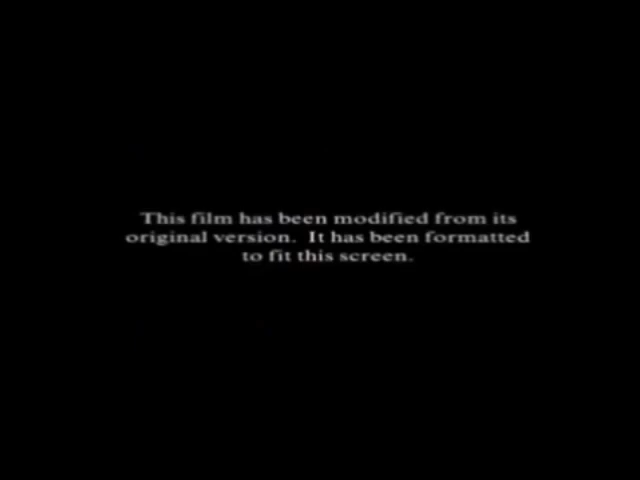 This film has been modified from its
original version.  It has been formatted
to fit this screen.